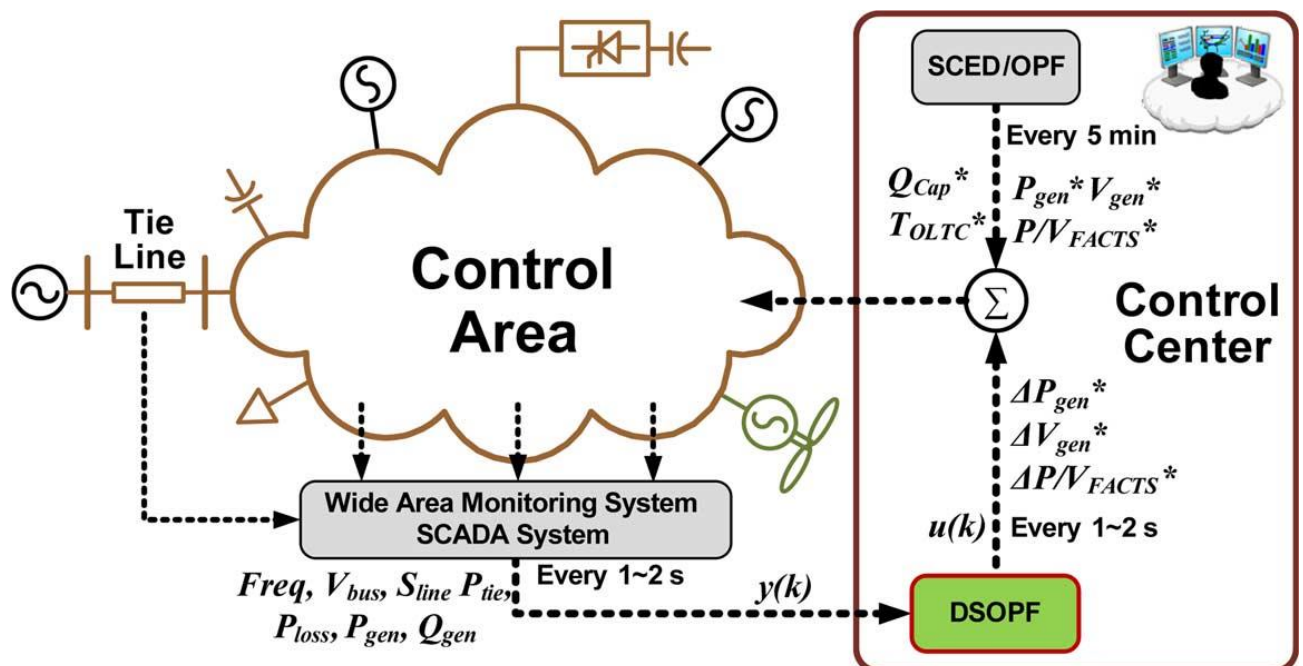 SCED/OPF
Every 5 min
Q_Cap*
P_gen* V_gen*
T_OLTC*
P/V_FACTS*
Tie
Line
Control
Area
Σ
Control
Center
ΔP_gen*
ΔV_gen*
ΔP/V_FACTS*
u(k)
Every 1~2 s
Wide Area Monitoring System
SCADA System
Every 1~2 s
Freq, V_bus, S_line P_tie,
P_loss, P_gen, Q_gen
y(k)
DSOPF